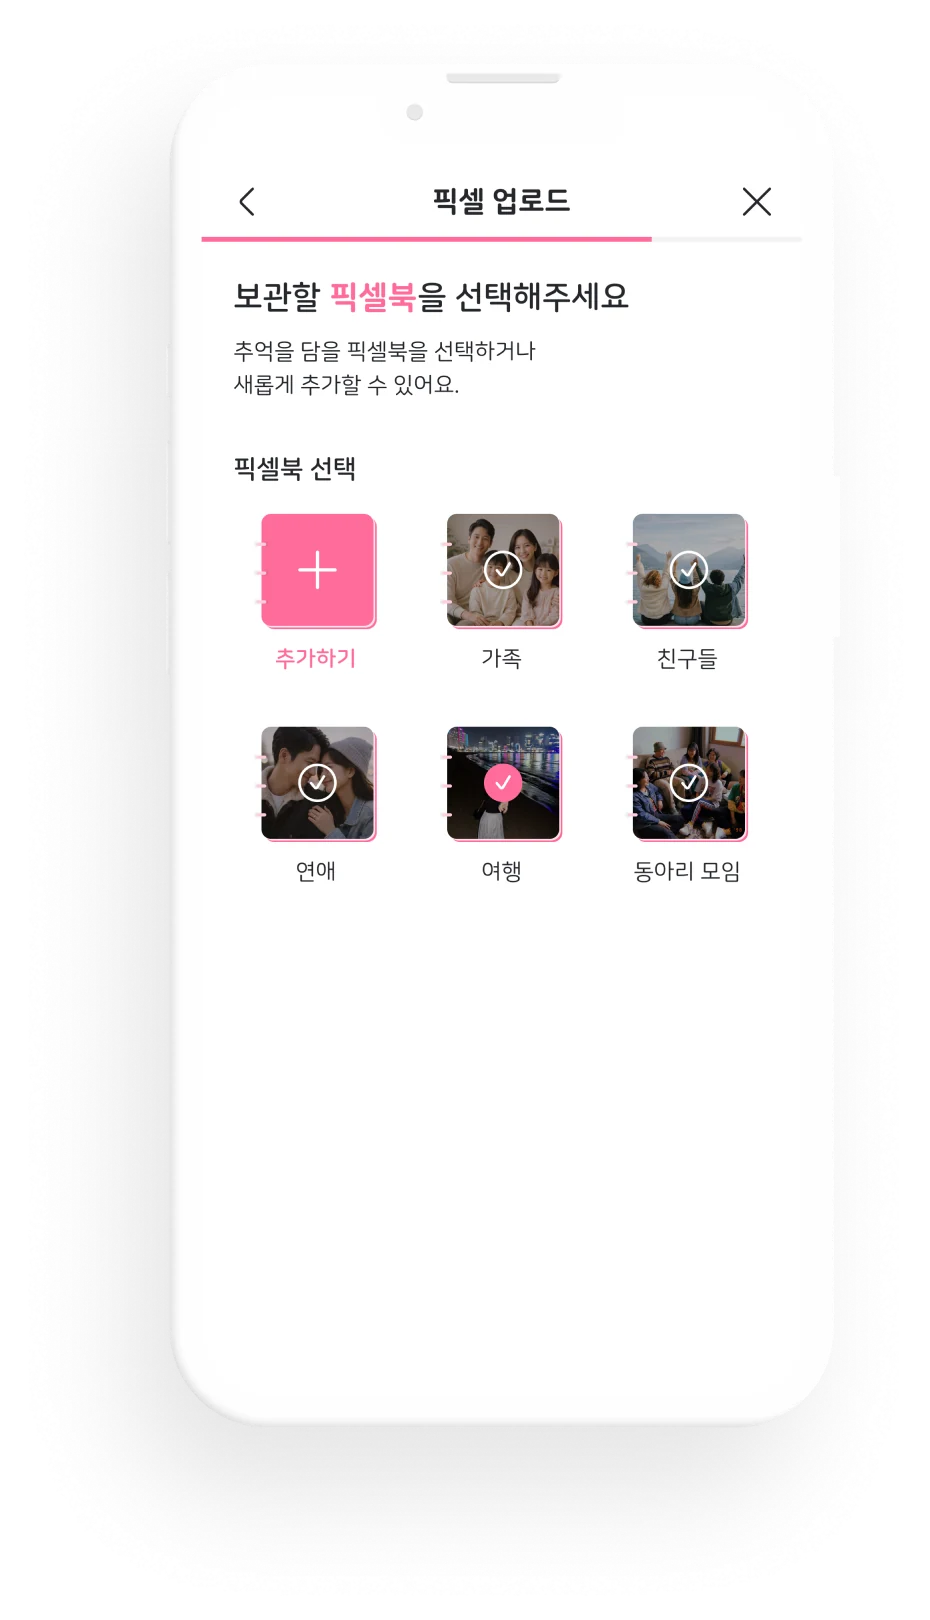 픽셀 업로드
보관할 픽셀북을 선택해주세요
추억을 담을 픽셀북을 선택하거나
새롭게 추가할 수 있어요.
픽셀북 선택
추가하기
가족
친구들
연애
여행
동아리 모임